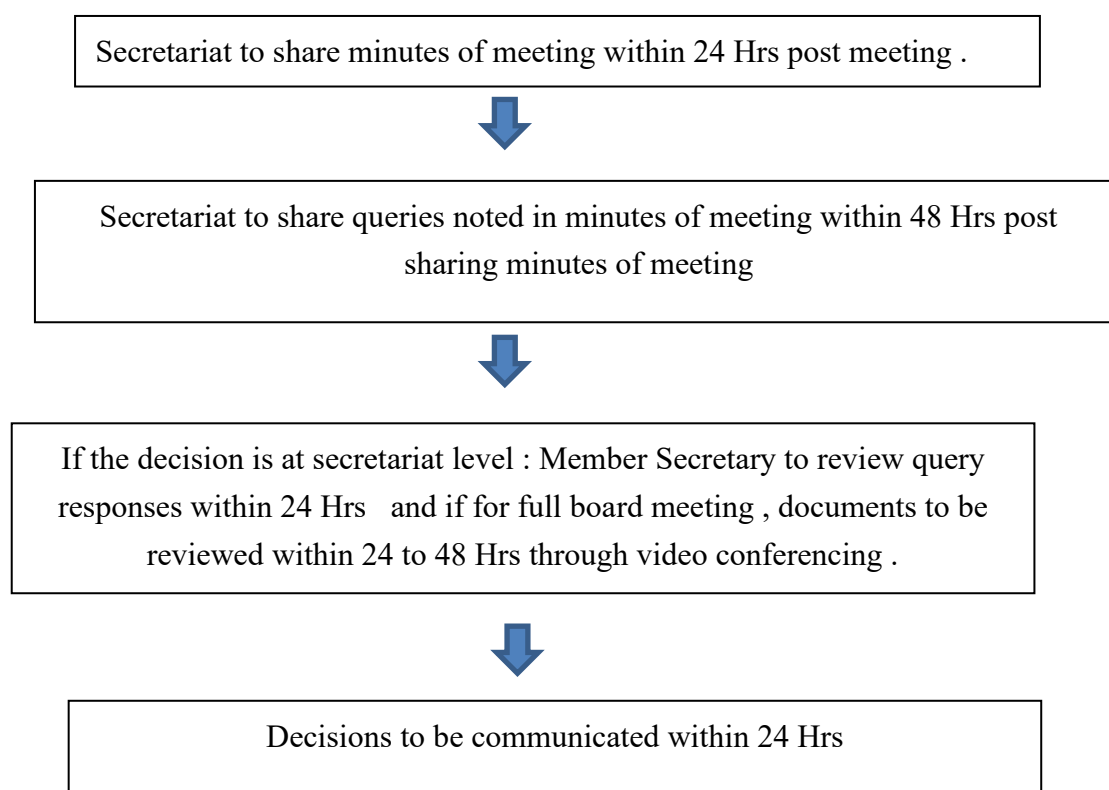 Secretariat to share minutes of meeting within 24 Hrs post meeting .
Secretariat to share queries noted in minutes of meeting within 48 Hrs post
sharing minutes of meeting
If the decision is at secretariat level : Member Secretary to review query
responses within 24 Hrs   and if for full board meeting , documents to be
reviewed within 24 to 48 Hrs through video conferencing .
Decisions to be communicated within 24 Hrs